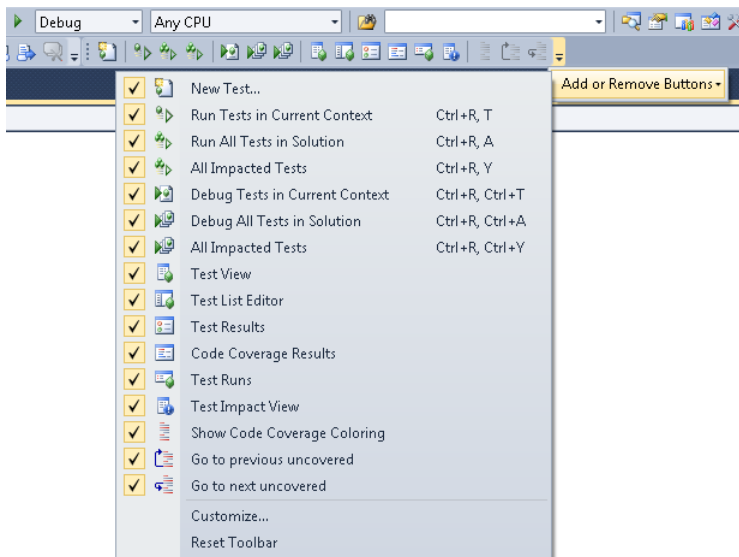 Debug
Any CPU
Add or Remove Buttons
New Test...
Run Tests in Current Context Ctrl+R, T
Run All Tests in Solution Ctrl+R, A
All Impacted Tests Ctrl+R, Y
Debug Tests in Current Context Ctrl+R, Ctrl+T
Debug All Tests in Solution Ctrl+R, Ctrl+A
All Impacted Tests Ctrl+R, Ctrl+Y
Test View
Test List Editor
Test Results
Code Coverage Results
Test Runs
Test Impact View
Show Code Coverage Coloring
Go to previous uncovered
Go to next uncovered
Customize...
Reset Toolbar